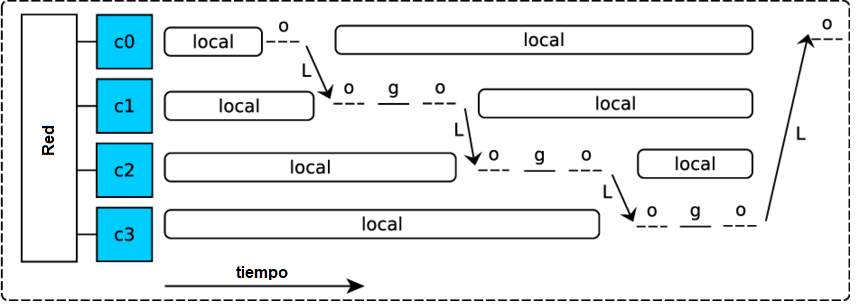 Red
c0 local o local o
L
c1 local o g o local
L L
c2 local o g o local
L
c3 local o g o
tiempo